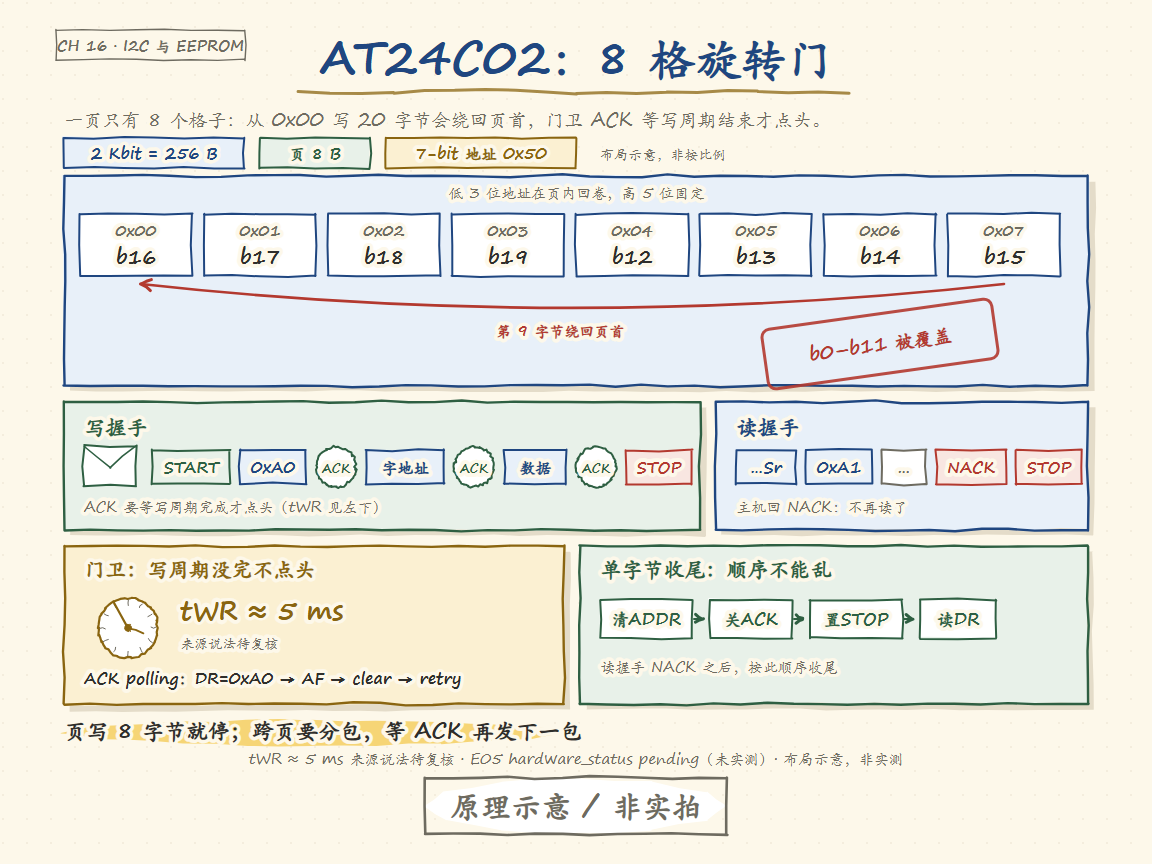 CH 16 · I2C 与 EEPROM
AT24C02：8 格旋转门
一页只有 8 个格子：从 0x00 写 20 字节会绕回页首，门卫 ACK 等写周期结束才点头。
2 Kbit = 256 B
页 8 B
7-bit 地址 0x50
布局示意，非按比例
低 3 位地址在页内回卷，高 5 位固定
0x00 0x01 0x02 0x03 0x04 0x05 0x06 0x07
b16 b17 b18 b19 b12 b13 b14 b15
第 9 字节绕回页首
b0–b11 被覆盖
写握手
START 0xA0 ACK 字地址 ACK 数据 ACK STOP
ACK 要等写周期完成才点头（tWR 见左下）
读握手
…Sr 0xA1 … NACK STOP
主机回 NACK：不再读了
门卫：写周期没完不点头
tWR ≈ 5 ms
来源说法待复核
ACK polling：DR=0xA0 → AF → clear → retry
单字节收尾：顺序不能乱
清ADDR 关ACK 置STOP 读DR
读握手 NACK 之后，按此顺序收尾
页写 8 字节就停；跨页要分包，等 ACK 再发下一包
tWR ≈ 5 ms 来源说法待复核 · E05 hardware_status pending（未实测）· 布局示意，非实测
原理示意 / 非实拍